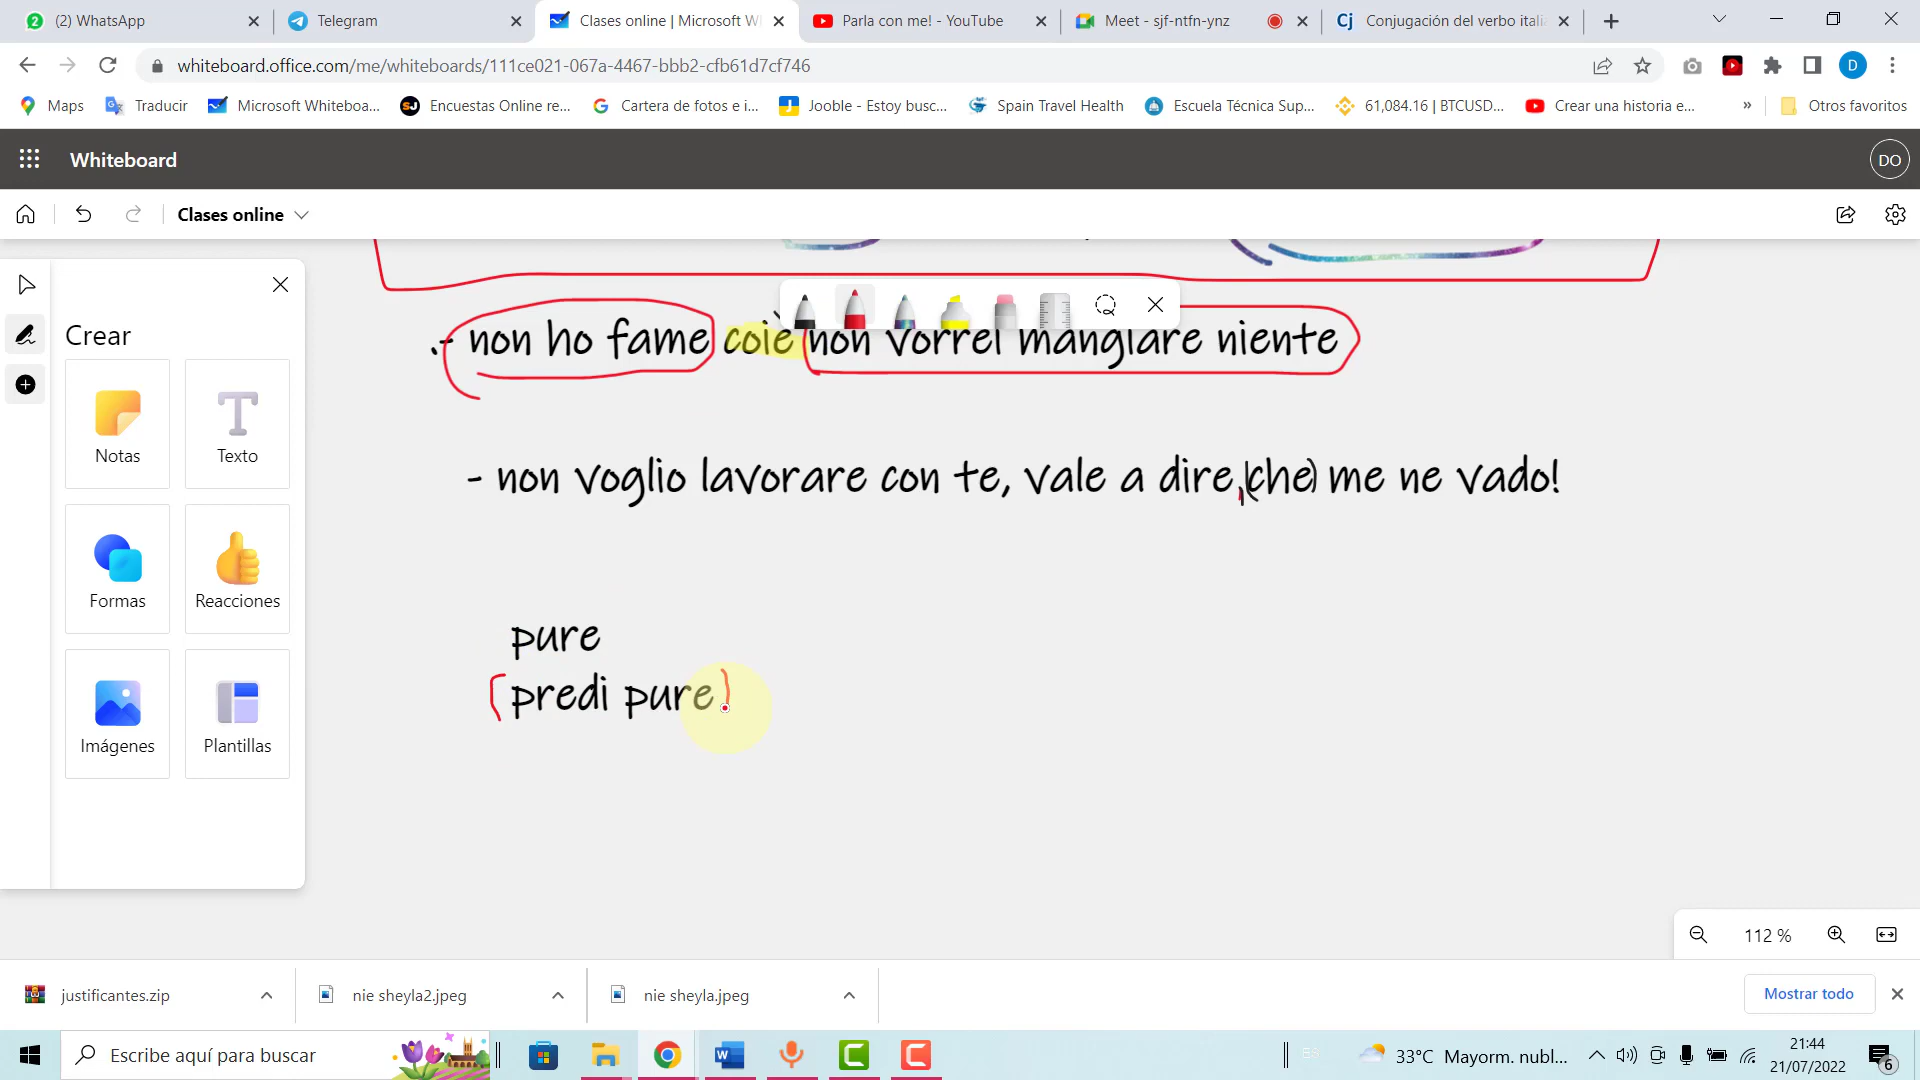 (2) WhatsApp
Telegram
Clases online | Microsoft W
Parla con me! - YouTube
Meet - sjf-ntfn-ynz
Cj Conjugación del verbo itali
whiteboard.office.com/me/whiteboards/111ce021-067a-4467-bbb2-cfb61d7cf746
D
Maps
Traducir
Microsoft Whiteboa...
Encuestas Online re...
Cartera de fotos e i...
Jooble - Estoy busc...
Spain Travel Health
Escuela Técnica Sup...
61,084.16 | BTCUSD...
Crear una historia e...
»
Otros favoritos
Whiteboard
DO
Clases online
Crear
Notas
Texto
Formas
Reacciones
Imágenes
Plantillas
.- non ho fame coiè non vorrei mangiare niente
- non voglio lavorare con te, vale a dire,(che) me ne vado!
pure
(predi pure)
112 %
justificantes.zip
nie sheyla2.jpeg
nie sheyla.jpeg
Mostrar todo
Escribe aquí para buscar
33°C Mayorm. nubl...
21:44
21/07/2022
6